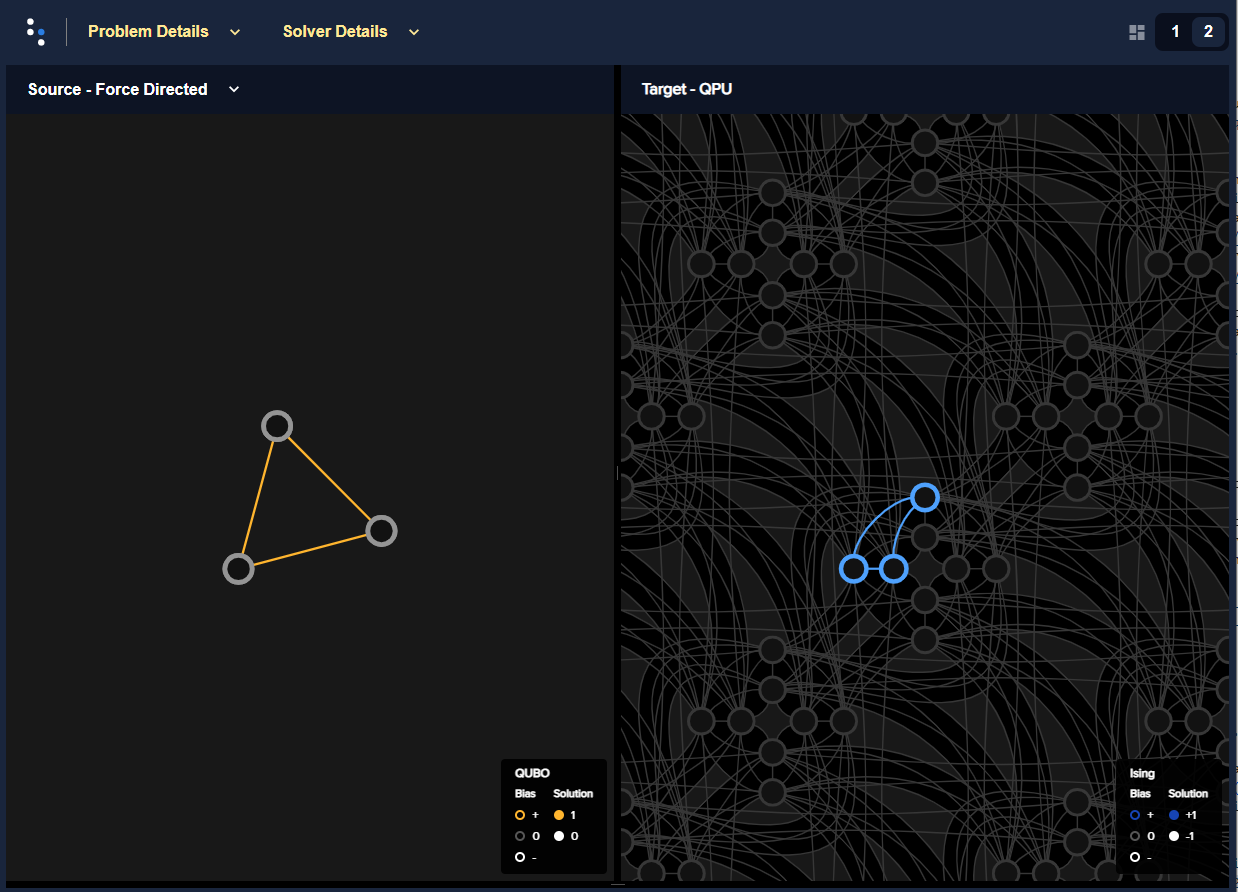 Problem Details
Solver Details
1 2
Source - Force Directed
Target - QPU
QUBO
Bias Solution
+ 1
0 0
-
Ising
Bias Solution
+ +1
0 -1
-